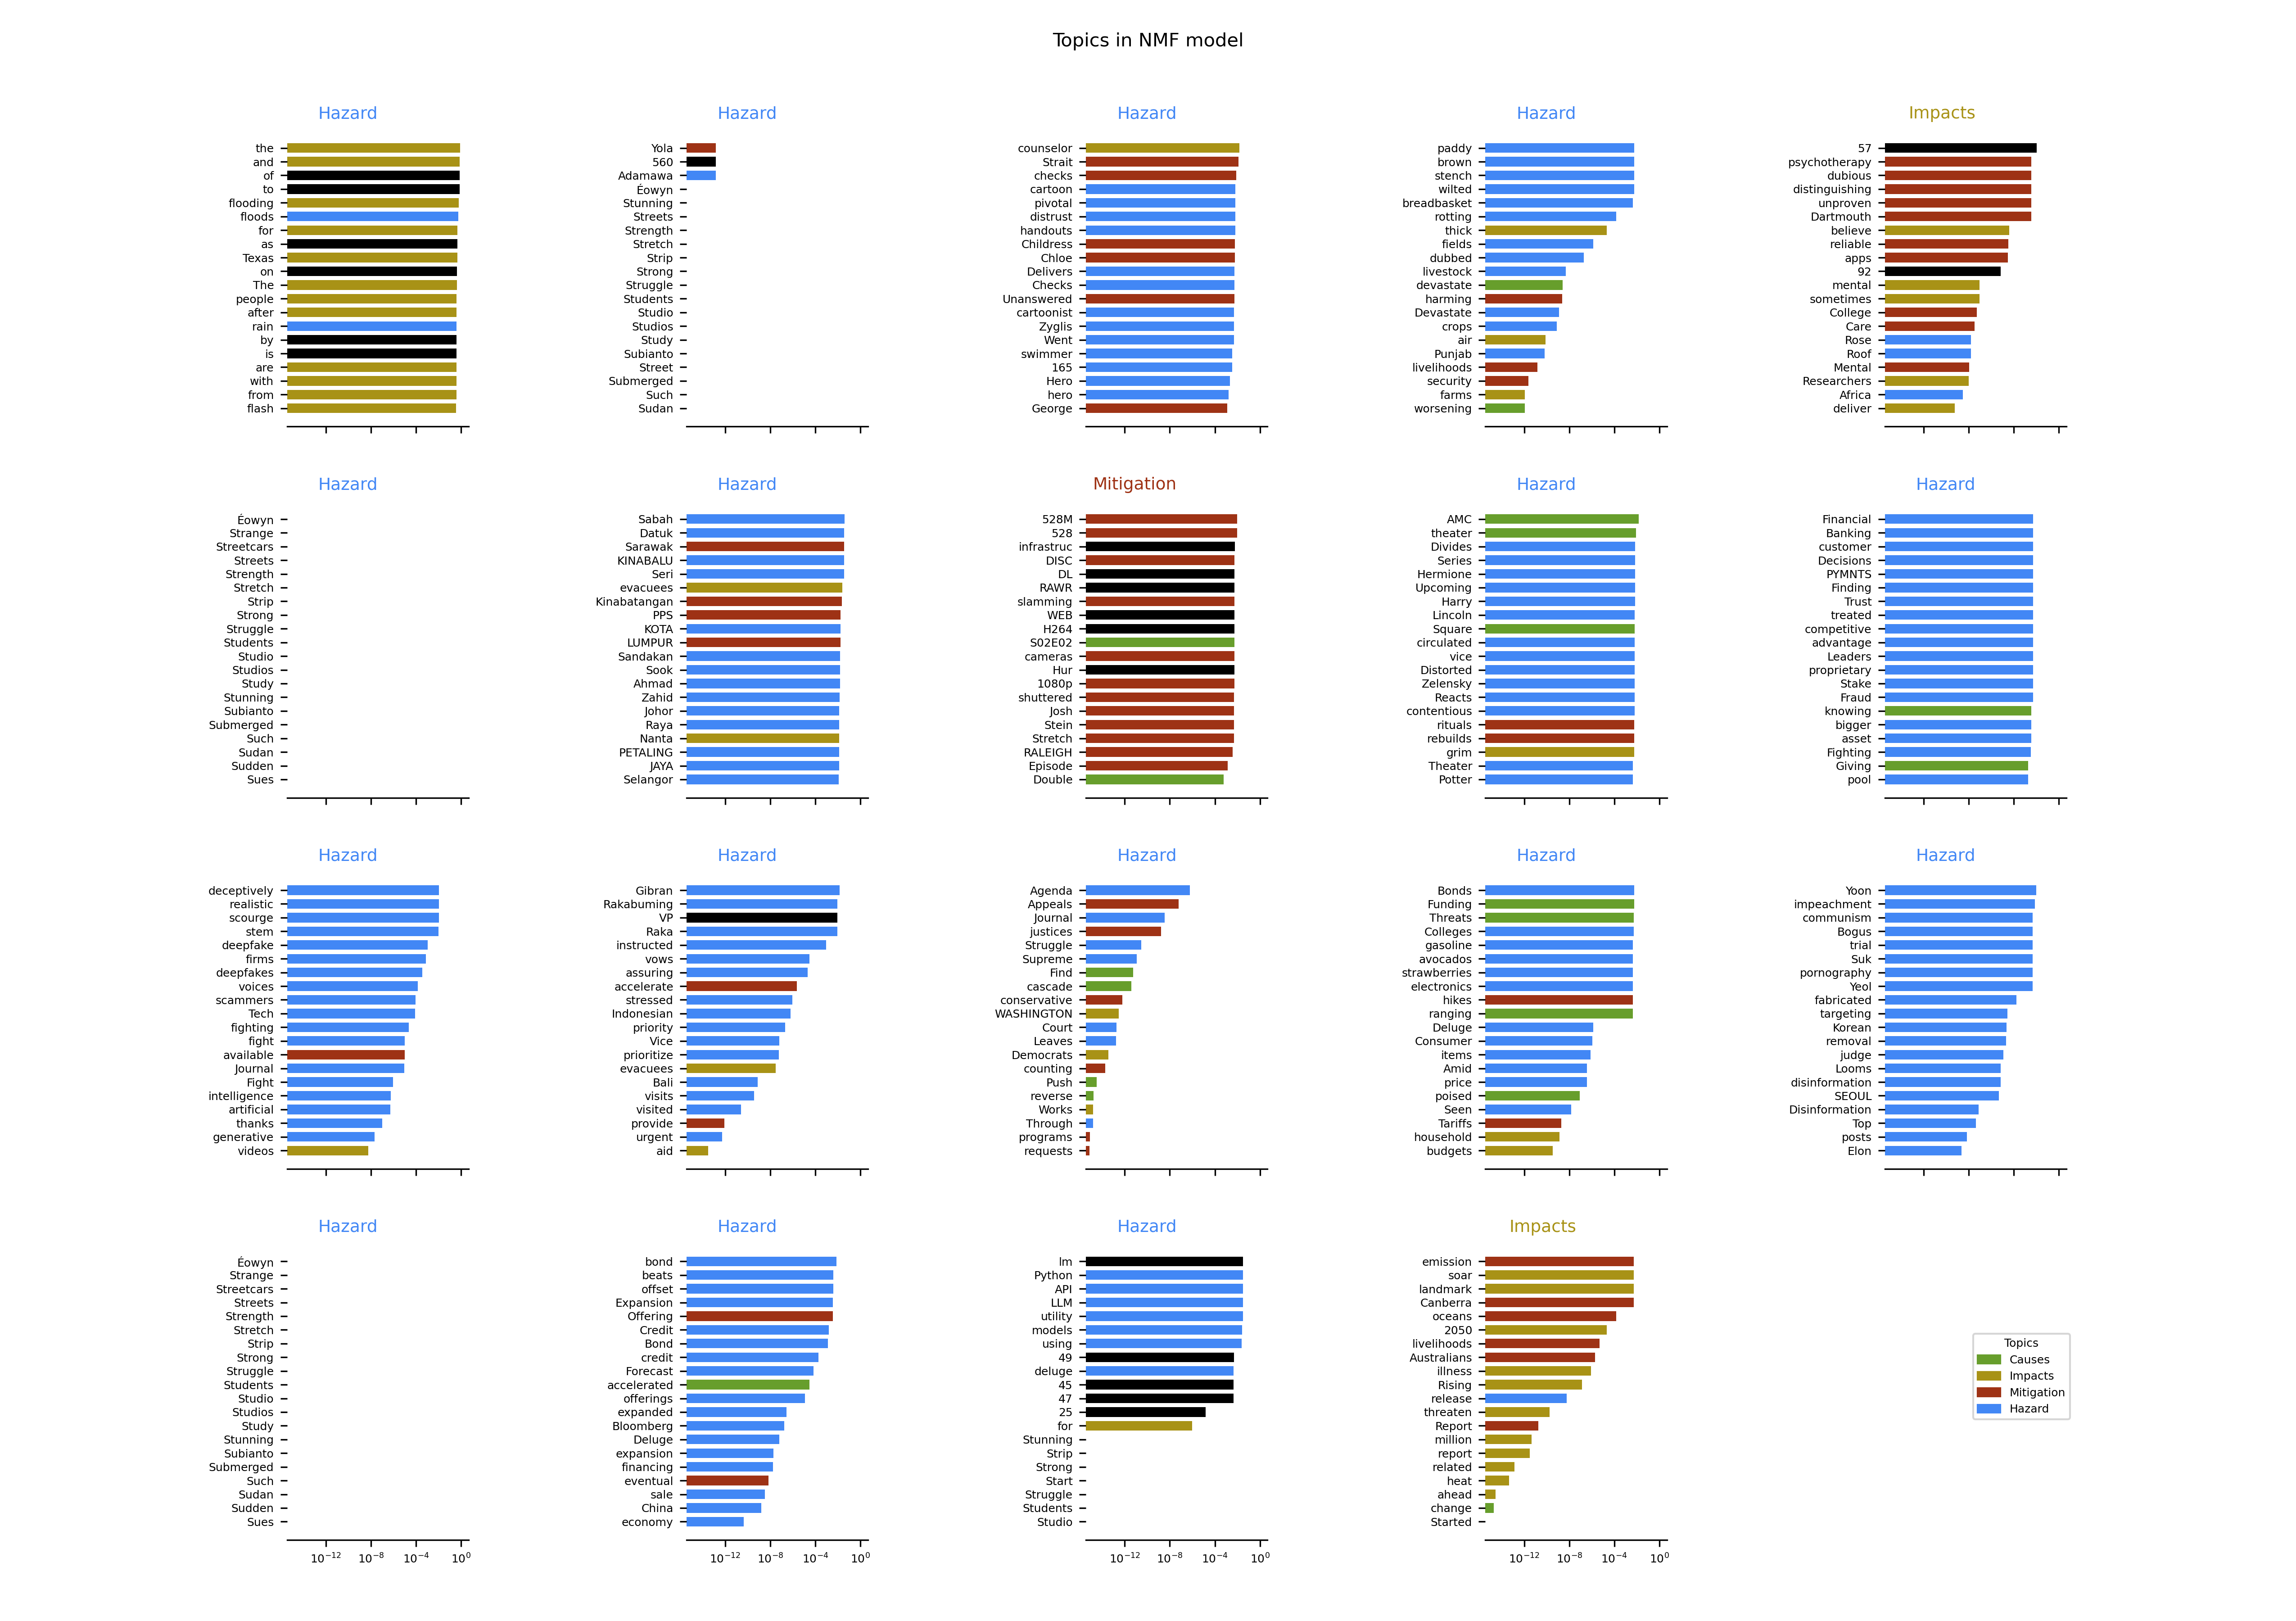 Topics in NMF model
Hazard
the
and
of
to
flooding
floods
for
as
Texas
on
The
people
after
rain
by
is
are
with
from
flash
Hazard
Yola
560
Adamawa
Éowyn
Stunning
Streets
Strength
Stretch
Strip
Strong
Struggle
Students
Studio
Studios
Study
Subianto
Street
Submerged
Such
Sudan
Hazard
counselor
Strait
checks
cartoon
pivotal
distrust
handouts
Childress
Chloe
Delivers
Checks
Unanswered
cartoonist
Zyglis
Went
swimmer
165
Hero
hero
George
Hazard
paddy
brown
stench
wilted
breadbasket
rotting
thick
fields
dubbed
livestock
devastate
harming
Devastate
crops
air
Punjab
livelihoods
security
farms
worsening
Impacts
57
psychotherapy
dubious
distinguishing
unproven
Dartmouth
believe
reliable
apps
92
mental
sometimes
College
Care
Rose
Roof
Mental
Researchers
Africa
deliver
Hazard
Éowyn
Strange
Streetcars
Streets
Strength
Stretch
Strip
Strong
Struggle
Students
Studio
Studios
Study
Stunning
Subianto
Submerged
Such
Sudan
Sudden
Sues
Hazard
Sabah
Datuk
Sarawak
KINABALU
Seri
evacuees
Kinabatangan
PPS
KOTA
LUMPUR
Sandakan
Sook
Ahmad
Zahid
Johor
Raya
Nanta
PETALING
JAYA
Selangor
Mitigation
528M
528
infrastruc
DISC
DL
RAWR
slamming
WEB
H264
S02E02
cameras
Hur
1080p
shuttered
Josh
Stein
Stretch
RALEIGH
Episode
Double
Hazard
AMC
theater
Divides
Series
Hermione
Upcoming
Harry
Lincoln
Square
circulated
vice
Distorted
Zelensky
Reacts
contentious
rituals
rebuilds
grim
Theater
Potter
Hazard
Financial
Banking
customer
Decisions
PYMNTS
Finding
Trust
treated
competitive
advantage
Leaders
proprietary
Stake
Fraud
knowing
bigger
asset
Fighting
Giving
pool
Hazard
deceptively
realistic
scourge
stem
deepfake
firms
deepfakes
voices
scammers
Tech
fighting
fight
available
Journal
Fight
intelligence
artificial
thanks
generative
videos
Hazard
Gibran
Rakabuming
VP
Raka
instructed
vows
assuring
accelerate
stressed
Indonesian
priority
Vice
prioritize
evacuees
Bali
visits
visited
provide
urgent
aid
Hazard
Agenda
Appeals
Journal
justices
Struggle
Supreme
Find
cascade
conservative
WASHINGTON
Court
Leaves
Democrats
counting
Push
reverse
Works
Through
programs
requests
Hazard
Bonds
Funding
Threats
Colleges
gasoline
avocados
strawberries
electronics
hikes
ranging
Deluge
Consumer
items
Amid
price
poised
Seen
Tariffs
household
budgets
Hazard
Yoon
impeachment
communism
Bogus
trial
Suk
pornography
Yeol
fabricated
targeting
Korean
removal
judge
Looms
disinformation
SEOUL
Disinformation
Top
posts
Elon
Hazard
Éowyn
Strange
Streetcars
Streets
Strength
Stretch
Strip
Strong
Struggle
Students
Studio
Studios
Study
Stunning
Subianto
Submerged
Such
Sudan
Sudden
Sues
10⁻¹² 10⁻⁸ 10⁻⁴ 10⁰
Hazard
bond
beats
offset
Expansion
Offering
Credit
Bond
credit
Forecast
accelerated
offerings
expanded
Bloomberg
Deluge
expansion
financing
eventual
sale
China
economy
10⁻¹² 10⁻⁸ 10⁻⁴ 10⁰
Hazard
lm
Python
API
LLM
utility
models
using
49
deluge
45
47
25
for
Stunning
Strip
Strong
Start
Struggle
Students
Studio
10⁻¹² 10⁻⁸ 10⁻⁴ 10⁰
Impacts
emission
soar
landmark
Canberra
oceans
2050
livelihoods
Australians
illness
Rising
release
threaten
Report
million
report
related
heat
ahead
change
Started
10⁻¹² 10⁻⁸ 10⁻⁴ 10⁰
Topics
Causes
Impacts
Mitigation
Hazard